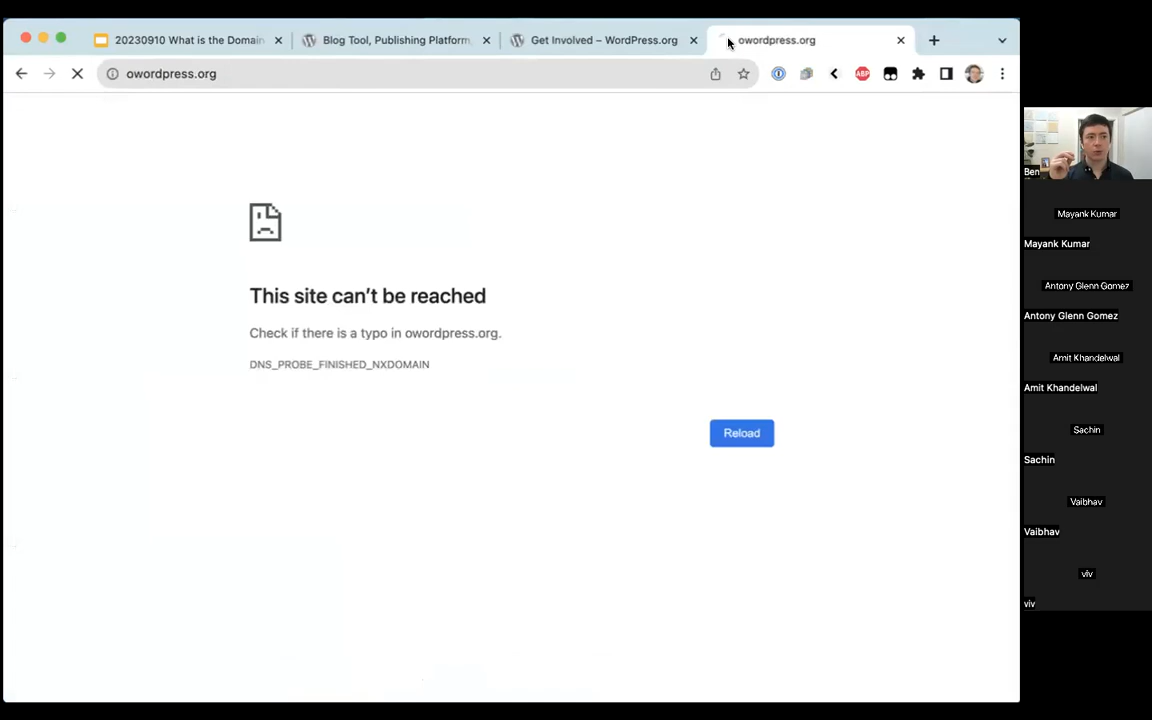 20230910 What is the Domain
Blog Tool, Publishing Platform,
Get Involved – WordPress.org
owordpress.org
owordpress.org
ABP
This site can't be reached
Check if there is a typo in owordpress.org.
DNS_PROBE_FINISHED_NXDOMAIN
Reload
Ben
Mayank Kumar
Mayank Kumar
Antony Glenn Gomez
Antony Glenn Gomez
Amit Khandelwal
Amit Khandelwal
Sachin
Sachin
Vaibhav
Vaibhav
viv
viv